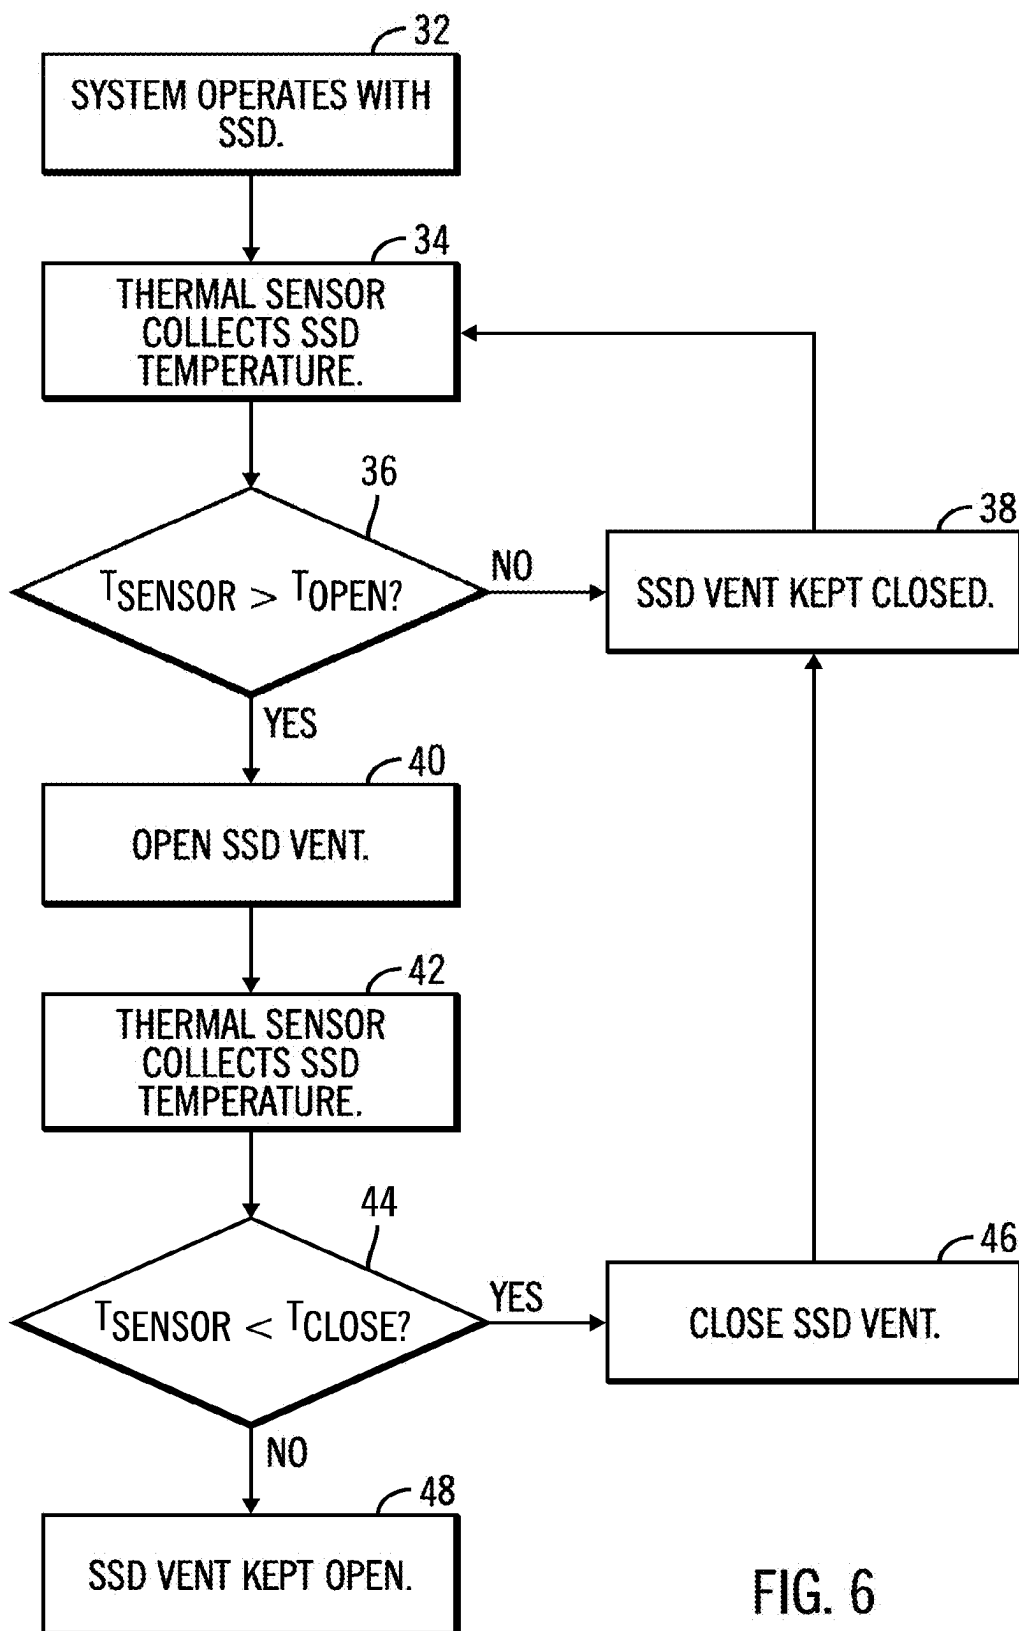 32
SYSTEM OPERATES WITH
SSD.
34
THERMAL SENSOR
COLLECTS SSD
TEMPERATURE.
36
TSENSOR > TOPEN?
NO
38
SSD VENT KEPT CLOSED.
YES
40
OPEN SSD VENT.
42
THERMAL SENSOR
COLLECTS SSD
TEMPERATURE.
44
TSENSOR < TCLOSE?
YES
46
CLOSE SSD VENT.
NO
48
SSD VENT KEPT OPEN.
FIG. 6